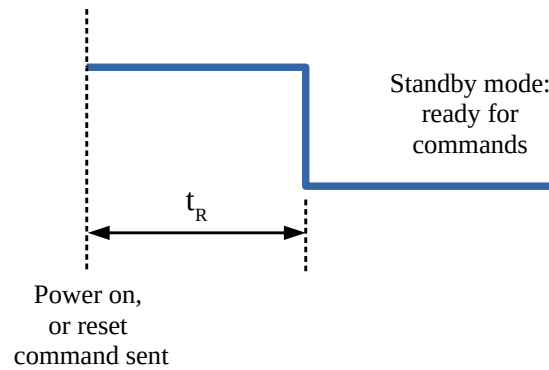 Standby mode:
ready for
commands
t_R
Power on,
or reset
command sent